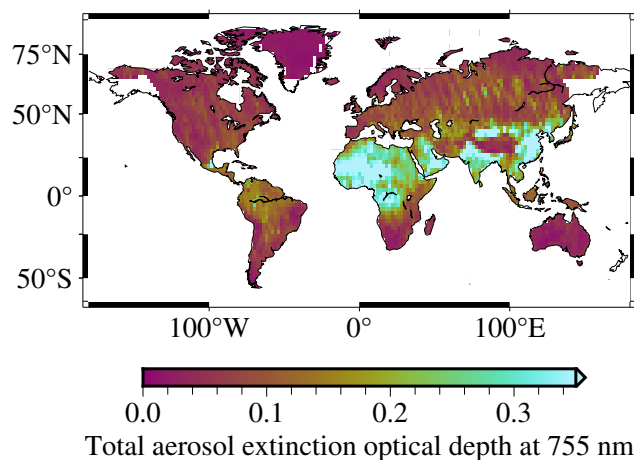 75°N
50°N
0°
50°S
100°W
0°
100°E
0.0
0.1
0.2
0.3
Total aerosol extinction optical depth at 755 nm